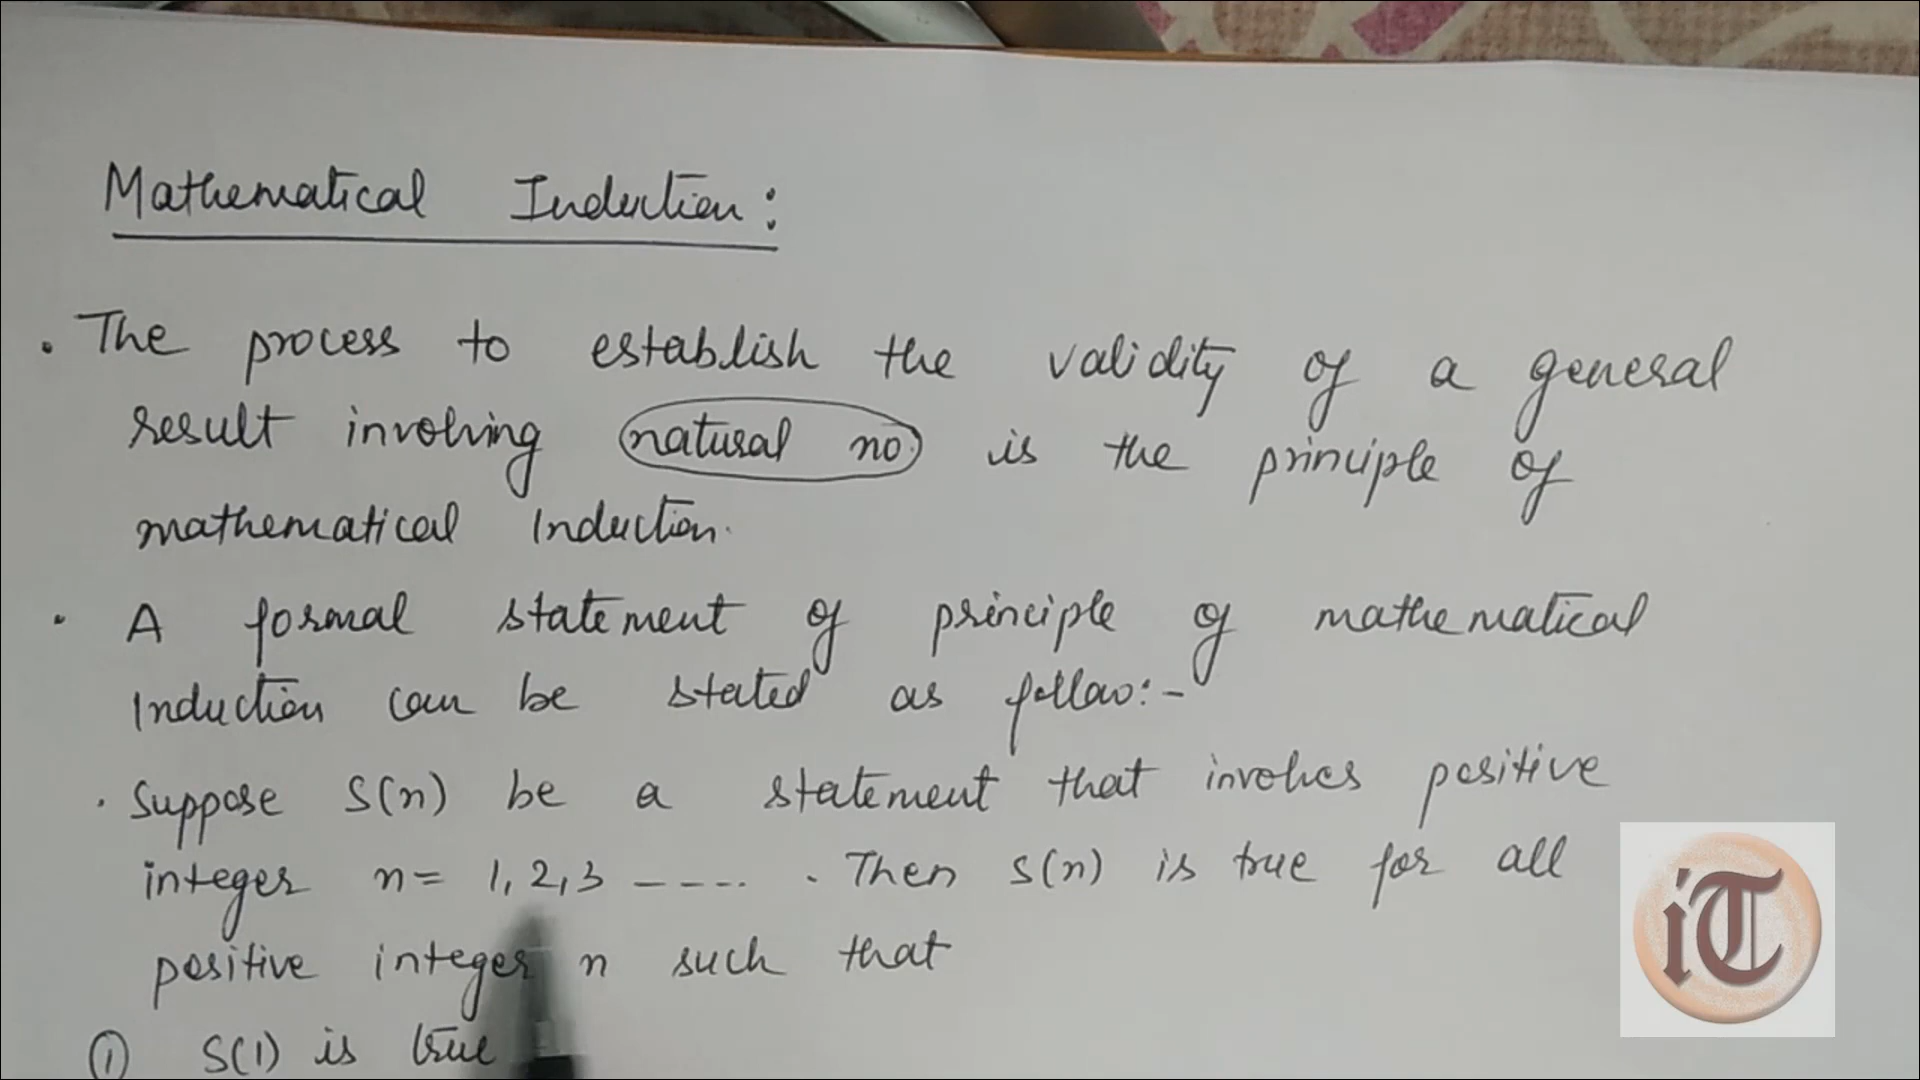 Mathematical Induction:
• The process to establish the validity of a general
result involving natural no. is the principle of
mathematical Induction.
• A formal statement of principle of mathematical
Induction can be stated as follow:-
• Suppose S(n) be a statement that involves positive
integer n= 1,2,3 ----.. . Then S(n) is true for all
positive integer n such that
① S(1) is true
iT